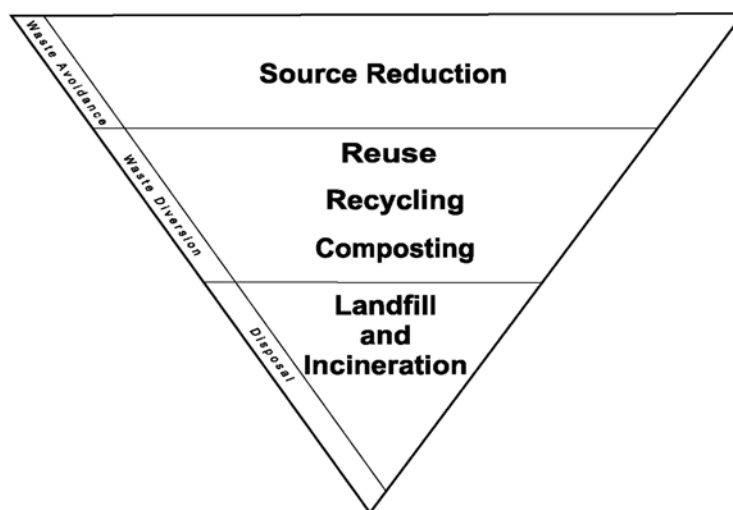 Waste Avoidance
Source Reduction
Waste Diversion
Reuse
Recycling
Composting
Disposal
Landfill
and
Incineration